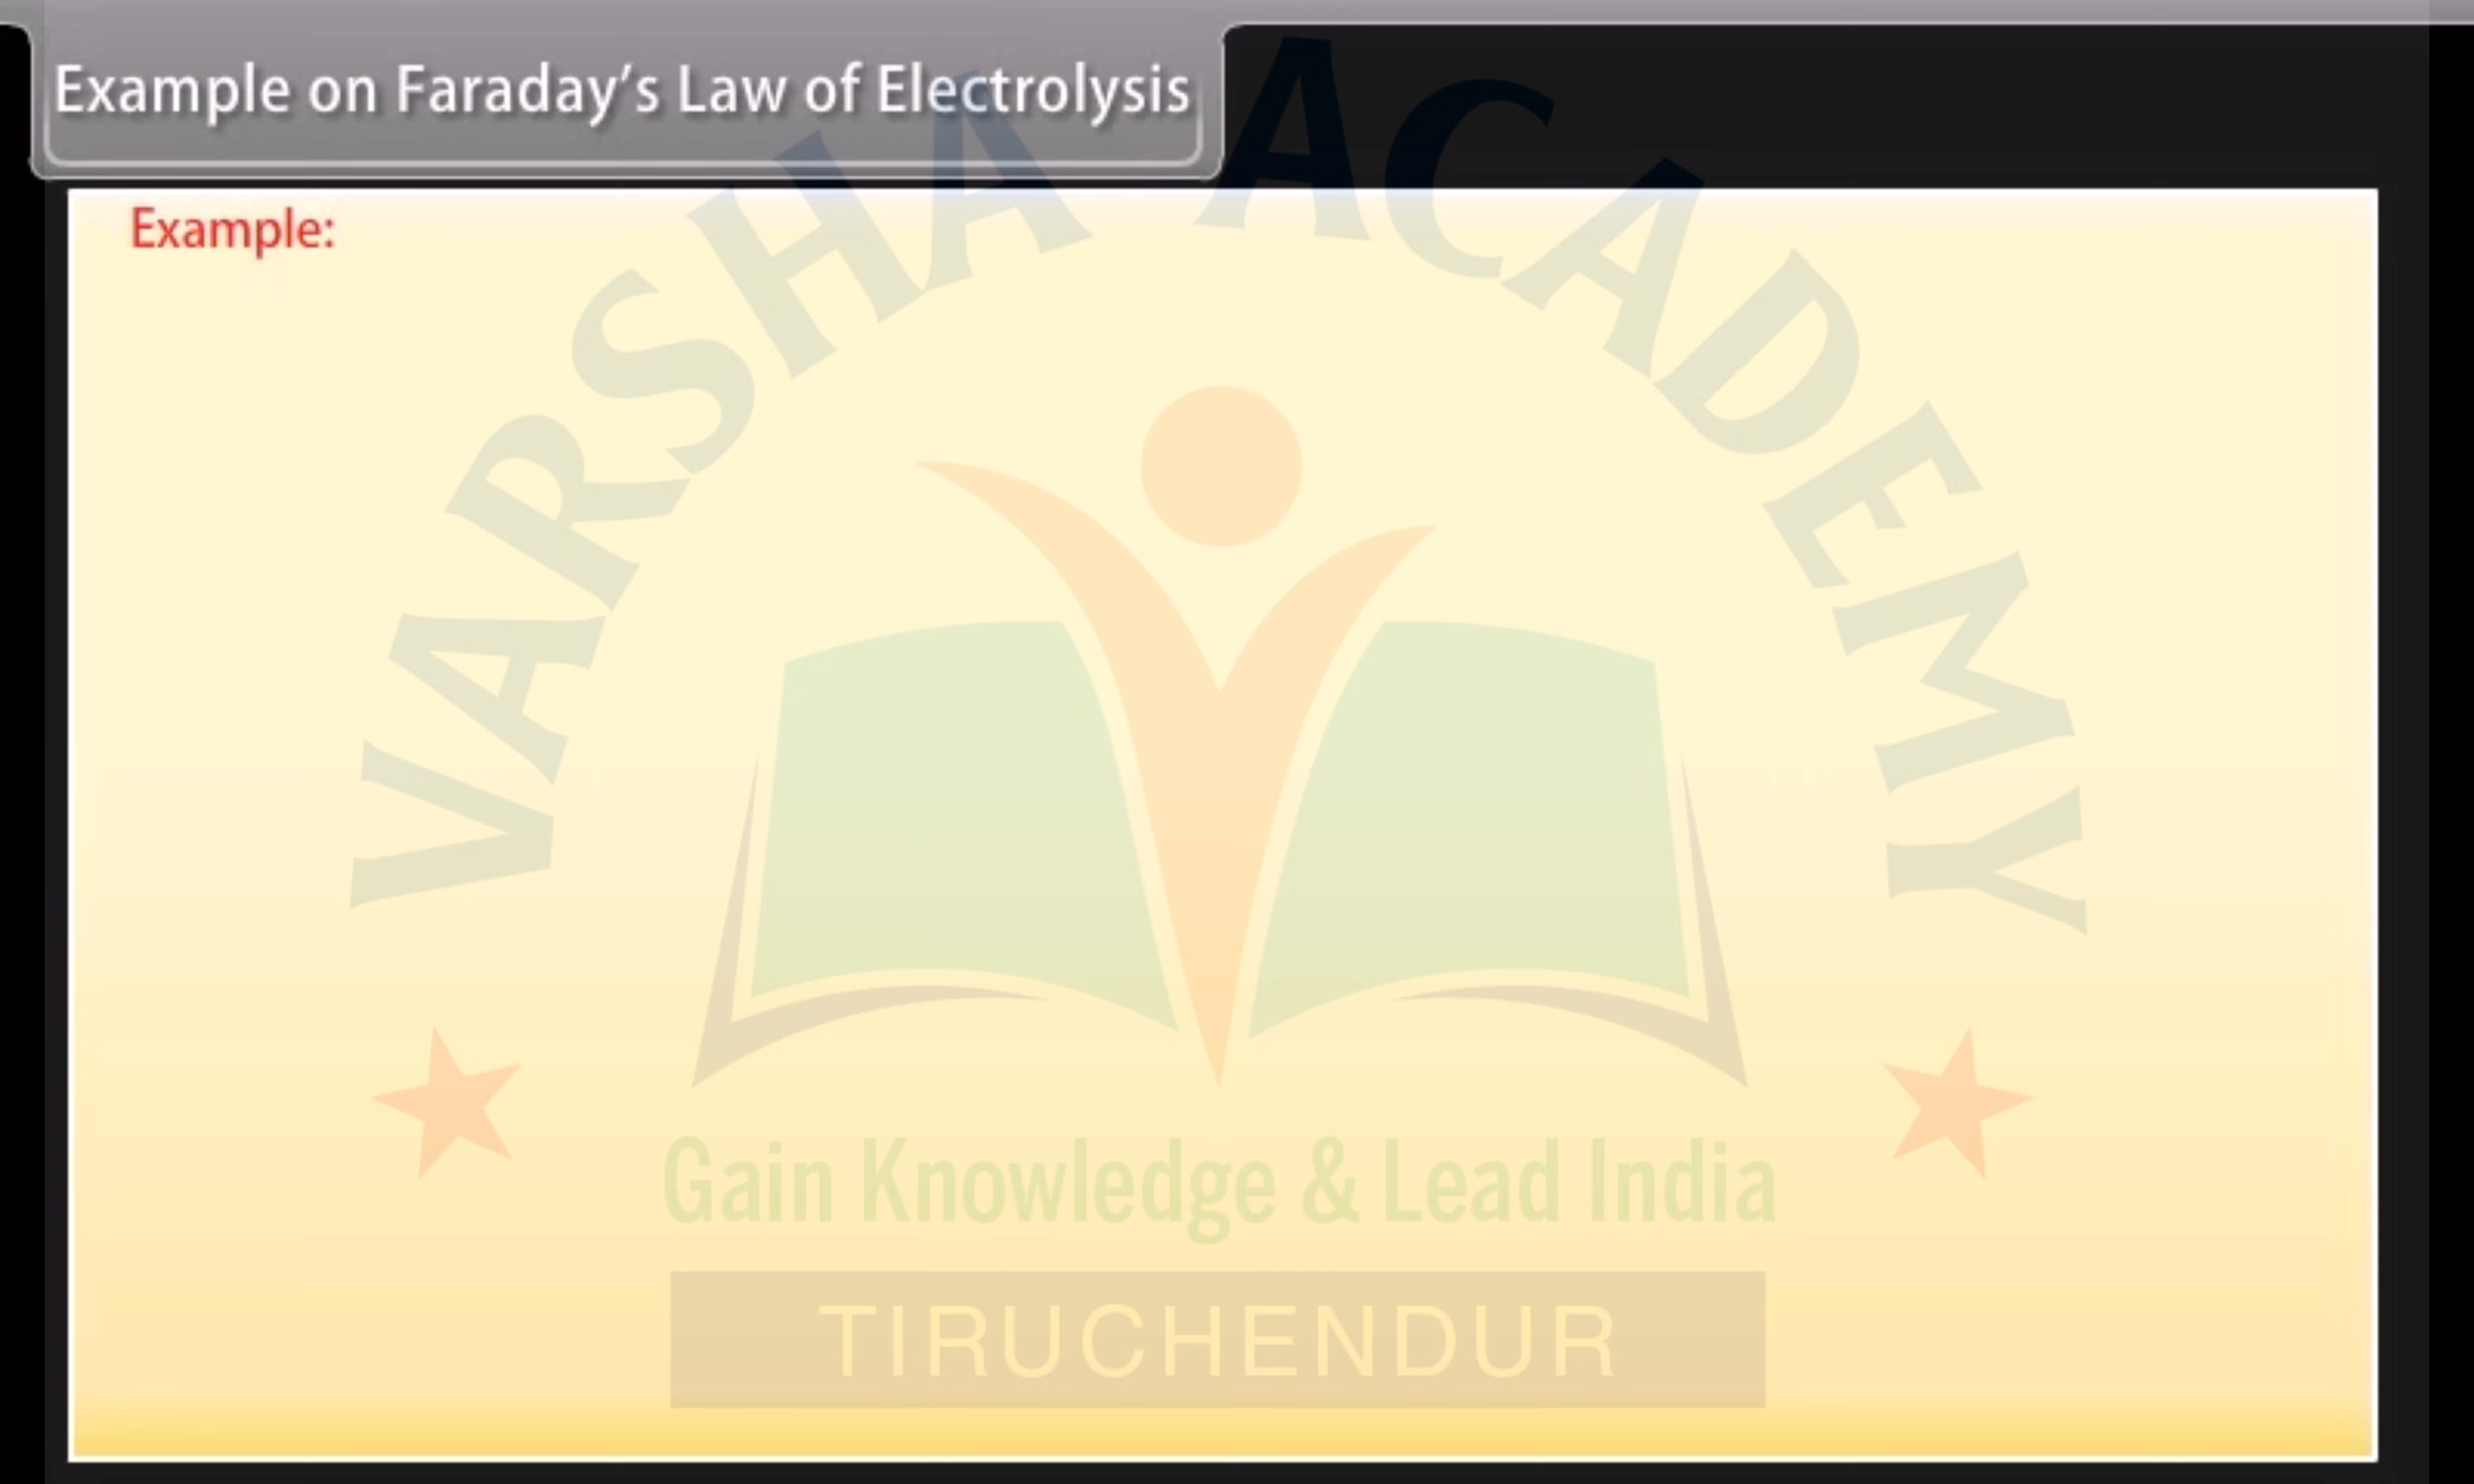 Example on Faraday’s Law of Electrolysis
Example:
VARSHA ACADEMY
Gain Knowledge & Lead India
TIRUCHENDUR